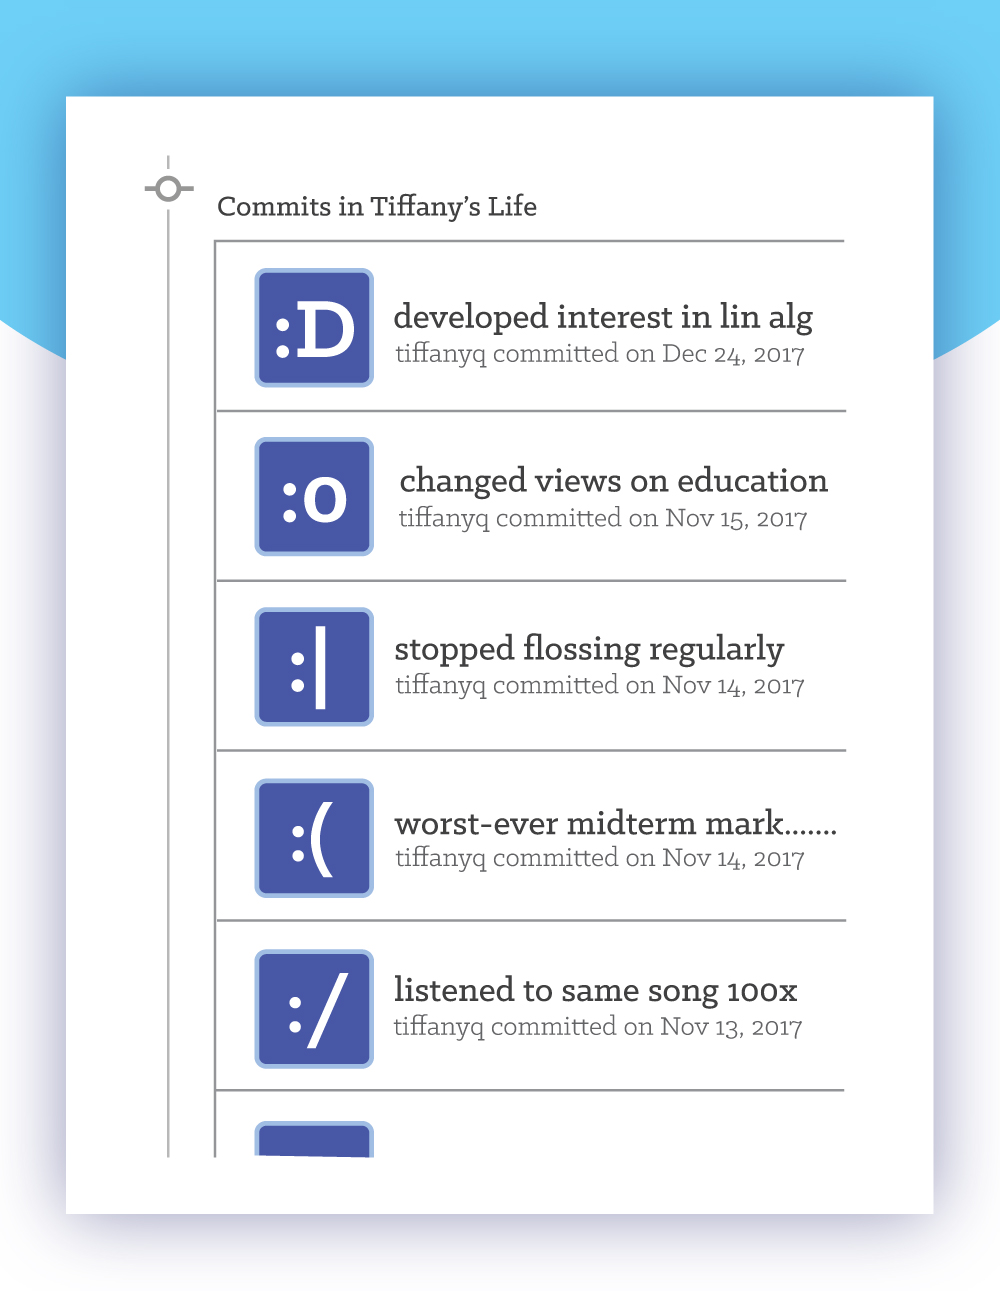 Commits in Tiffany's Life
:D
developed interest in lin alg
tiffanyq committed on Dec 24, 2017
:o
changed views on education
tiffanyq committed on Nov 15, 2017
:|
stopped flossing regularly
tiffanyq committed on Nov 14, 2017
:(
worst-ever midterm mark.......
tiffanyq committed on Nov 14, 2017
:/
listened to same song 100x
tiffanyq committed on Nov 13, 2017